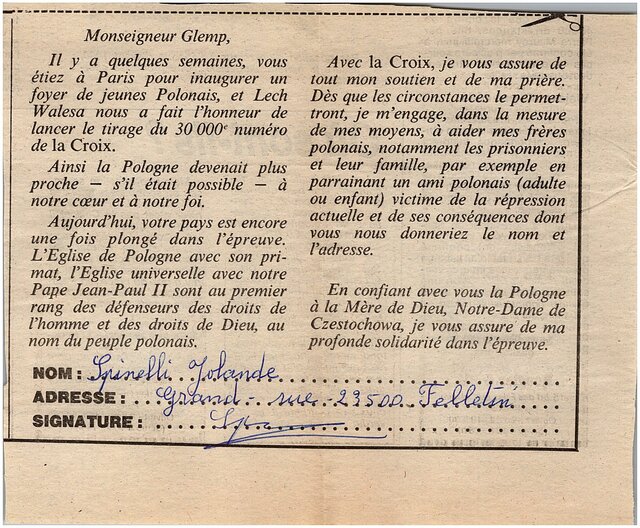 Monseigneur Glemp,
Il y a quelques semaines, vous
étiez à Paris pour inaugurer un
foyer de jeunes Polonais, et Lech
Walesa nous a fait l'honneur de
lancer le tirage du 30 000e numéro
de la Croix.
Ainsi la Pologne devenait plus
proche — s'il était possible — à
notre cœur et à notre foi.
Aujourd'hui, votre pays est encore
une fois plongé dans l'épreuve.
L'Eglise de Pologne avec son pri-
mat, l'Eglise universelle avec notre
Pape Jean-Paul II sont au premier
rang des défenseurs des droits de
l'homme et des droits de Dieu, au
nom du peuple polonais.
Avec la Croix, je vous assure de
tout mon soutien et de ma prière.
Dès que les circonstances le permet-
tront, je m'engage, dans la mesure
de mes moyens, à aider mes frères
polonais, notamment les prisonniers
et leur famille, par exemple en
parrainant un ami polonais (adulte
ou enfant) victime de la répression
actuelle et de ses conséquences dont
vous nous donneriez le nom et
l'adresse.
En confiant avec vous la Pologne
à la Mère de Dieu, Notre-Dame de
Czestochowa, je vous assure de ma
profonde solidarité dans l'épreuve.
NOM : Spinelli Yolande
ADRESSE : Grand-rue-23500 Felletin
SIGNATURE :